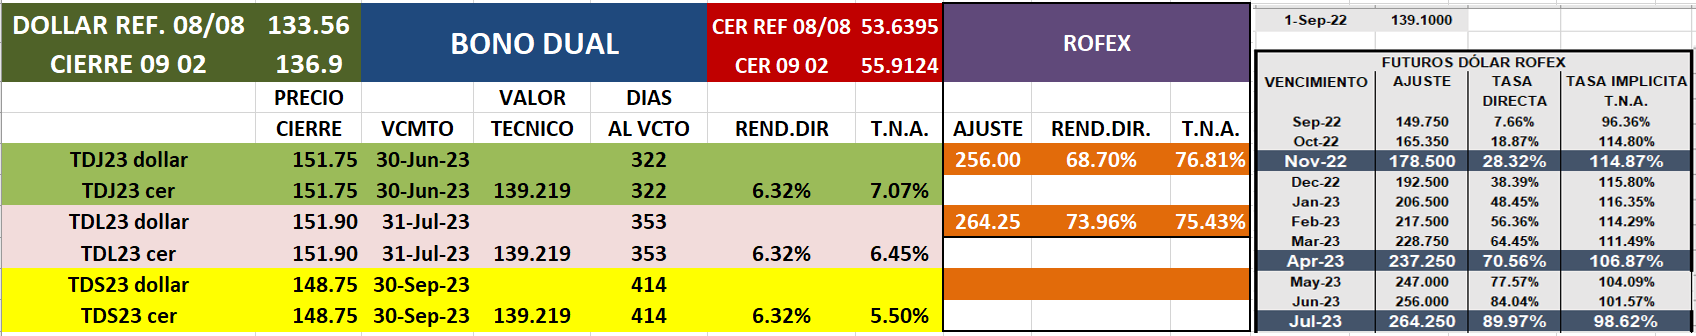 DOLLAR REF. 08/08 133.56 BONO DUAL CER REF 08/08 53.6395 ROFEX
CIERRE 09 02 136.9 CER 09 02 55.9124
PRECIO VALOR DIAS
CIERRE VCMTO TECNICO AL VCTO REND.DIR T.N.A. AJUSTE REND.DIR. T.N.A.
TDJ23 dollar 151.75 30-Jun-23 322 256.00 68.70% 76.81%
TDJ23 cer 151.75 30-Jun-23 139.219 322 6.32% 7.07%
TDL23 dollar 151.90 31-Jul-23 353 264.25 73.96% 75.43%
TDL23 cer 151.90 31-Jul-23 139.219 353 6.32% 6.45%
TDS23 dollar 148.75 30-Sep-23 414
TDS23 cer 148.75 30-Sep-23 139.219 414 6.32% 5.50%
1-Sep-22 139.1000
FUTUROS DÓLAR ROFEX
VENCIMIENTO AJUSTE TASA TASA IMPLICITA
DIRECTA T.N.A.
Sep-22 149.750 7.66% 96.36%
Oct-22 165.350 18.87% 114.80%
Nov-22 178.500 28.32% 114.87%
Dec-22 192.500 38.39% 115.80%
Jan-23 206.500 48.45% 116.35%
Feb-23 217.500 56.36% 114.29%
Mar-23 228.750 64.45% 111.49%
Apr-23 237.250 70.56% 106.87%
May-23 247.000 77.57% 104.09%
Jun-23 256.000 84.04% 101.57%
Jul-23 264.250 89.97% 98.62%